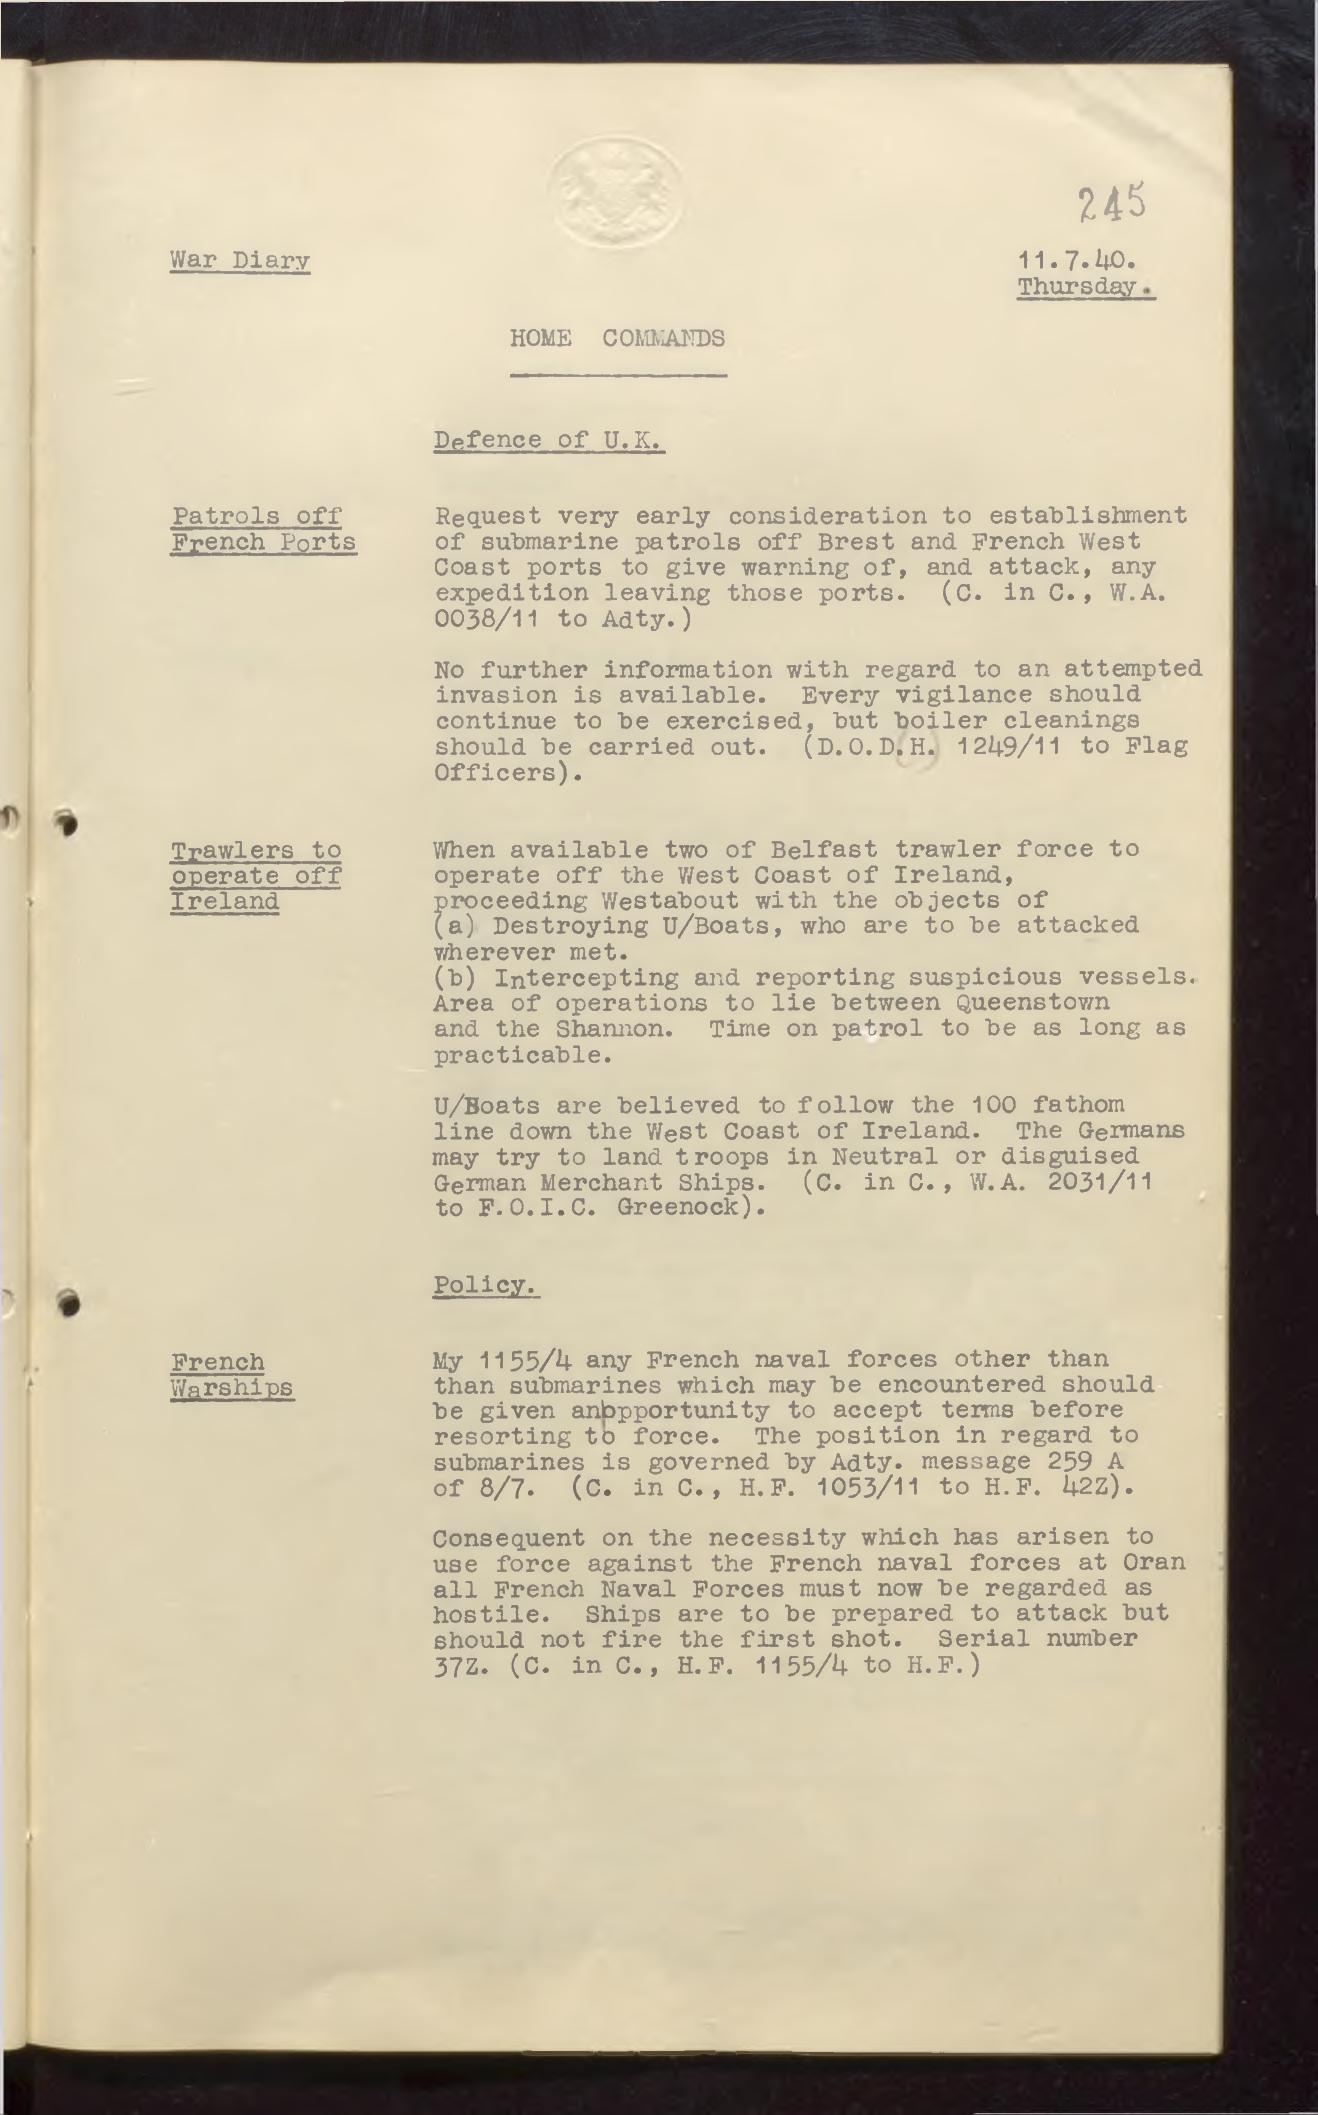 245
War Diary
11.7.40.
Thursday.
HOME COMMANDS
Defence of U.K.
Patrols off
French Ports
Request very early consideration to establishment
of submarine patrols off Brest and French West
Coast ports to give warning of, and attack, any
expedition leaving those ports. (C. in C., W.A.
0038/11 to Adty.)
No further information with regard to an attempted
invasion is available. Every vigilance should
continue to be exercised, but boiler cleanings
should be carried out. (D.O.D.H. 1249/11 to Flag
Officers).
Trawlers to
operate off
Ireland
When available two of Belfast trawler force to
operate off the West Coast of Ireland,
proceeding Westabout with the objects of
(a) Destroying U/Boats, who are to be attacked
wherever met.
(b) Intercepting and reporting suspicious vessels.
Area of operations to lie between Queenstown
and the Shannon. Time on patrol to be as long as
practicable.
U/Boats are believed to follow the 100 fathom
line down the West Coast of Ireland. The Germans
may try to land troops in Neutral or disguised
German Merchant Ships. (C. in C., W.A. 2031/11
to F.O.I.C. Greenock).
Policy.
French
Warships
My 1155/4 any French naval forces other than
than submarines which may be encountered should
be given an opportunity to accept terms before
resorting to force. The position in regard to
submarines is governed by Adty. message 259 A
of 8/7. (C. in C., H.F. 1053/11 to H.F. 42Z).
Consequent on the necessity which has arisen to
use force against the French naval forces at Oran
all French Naval Forces must now be regarded as
hostile. Ships are to be prepared to attack but
should not fire the first shot. Serial number
37Z. (C. in C., H.F. 1155/4 to H.F.)